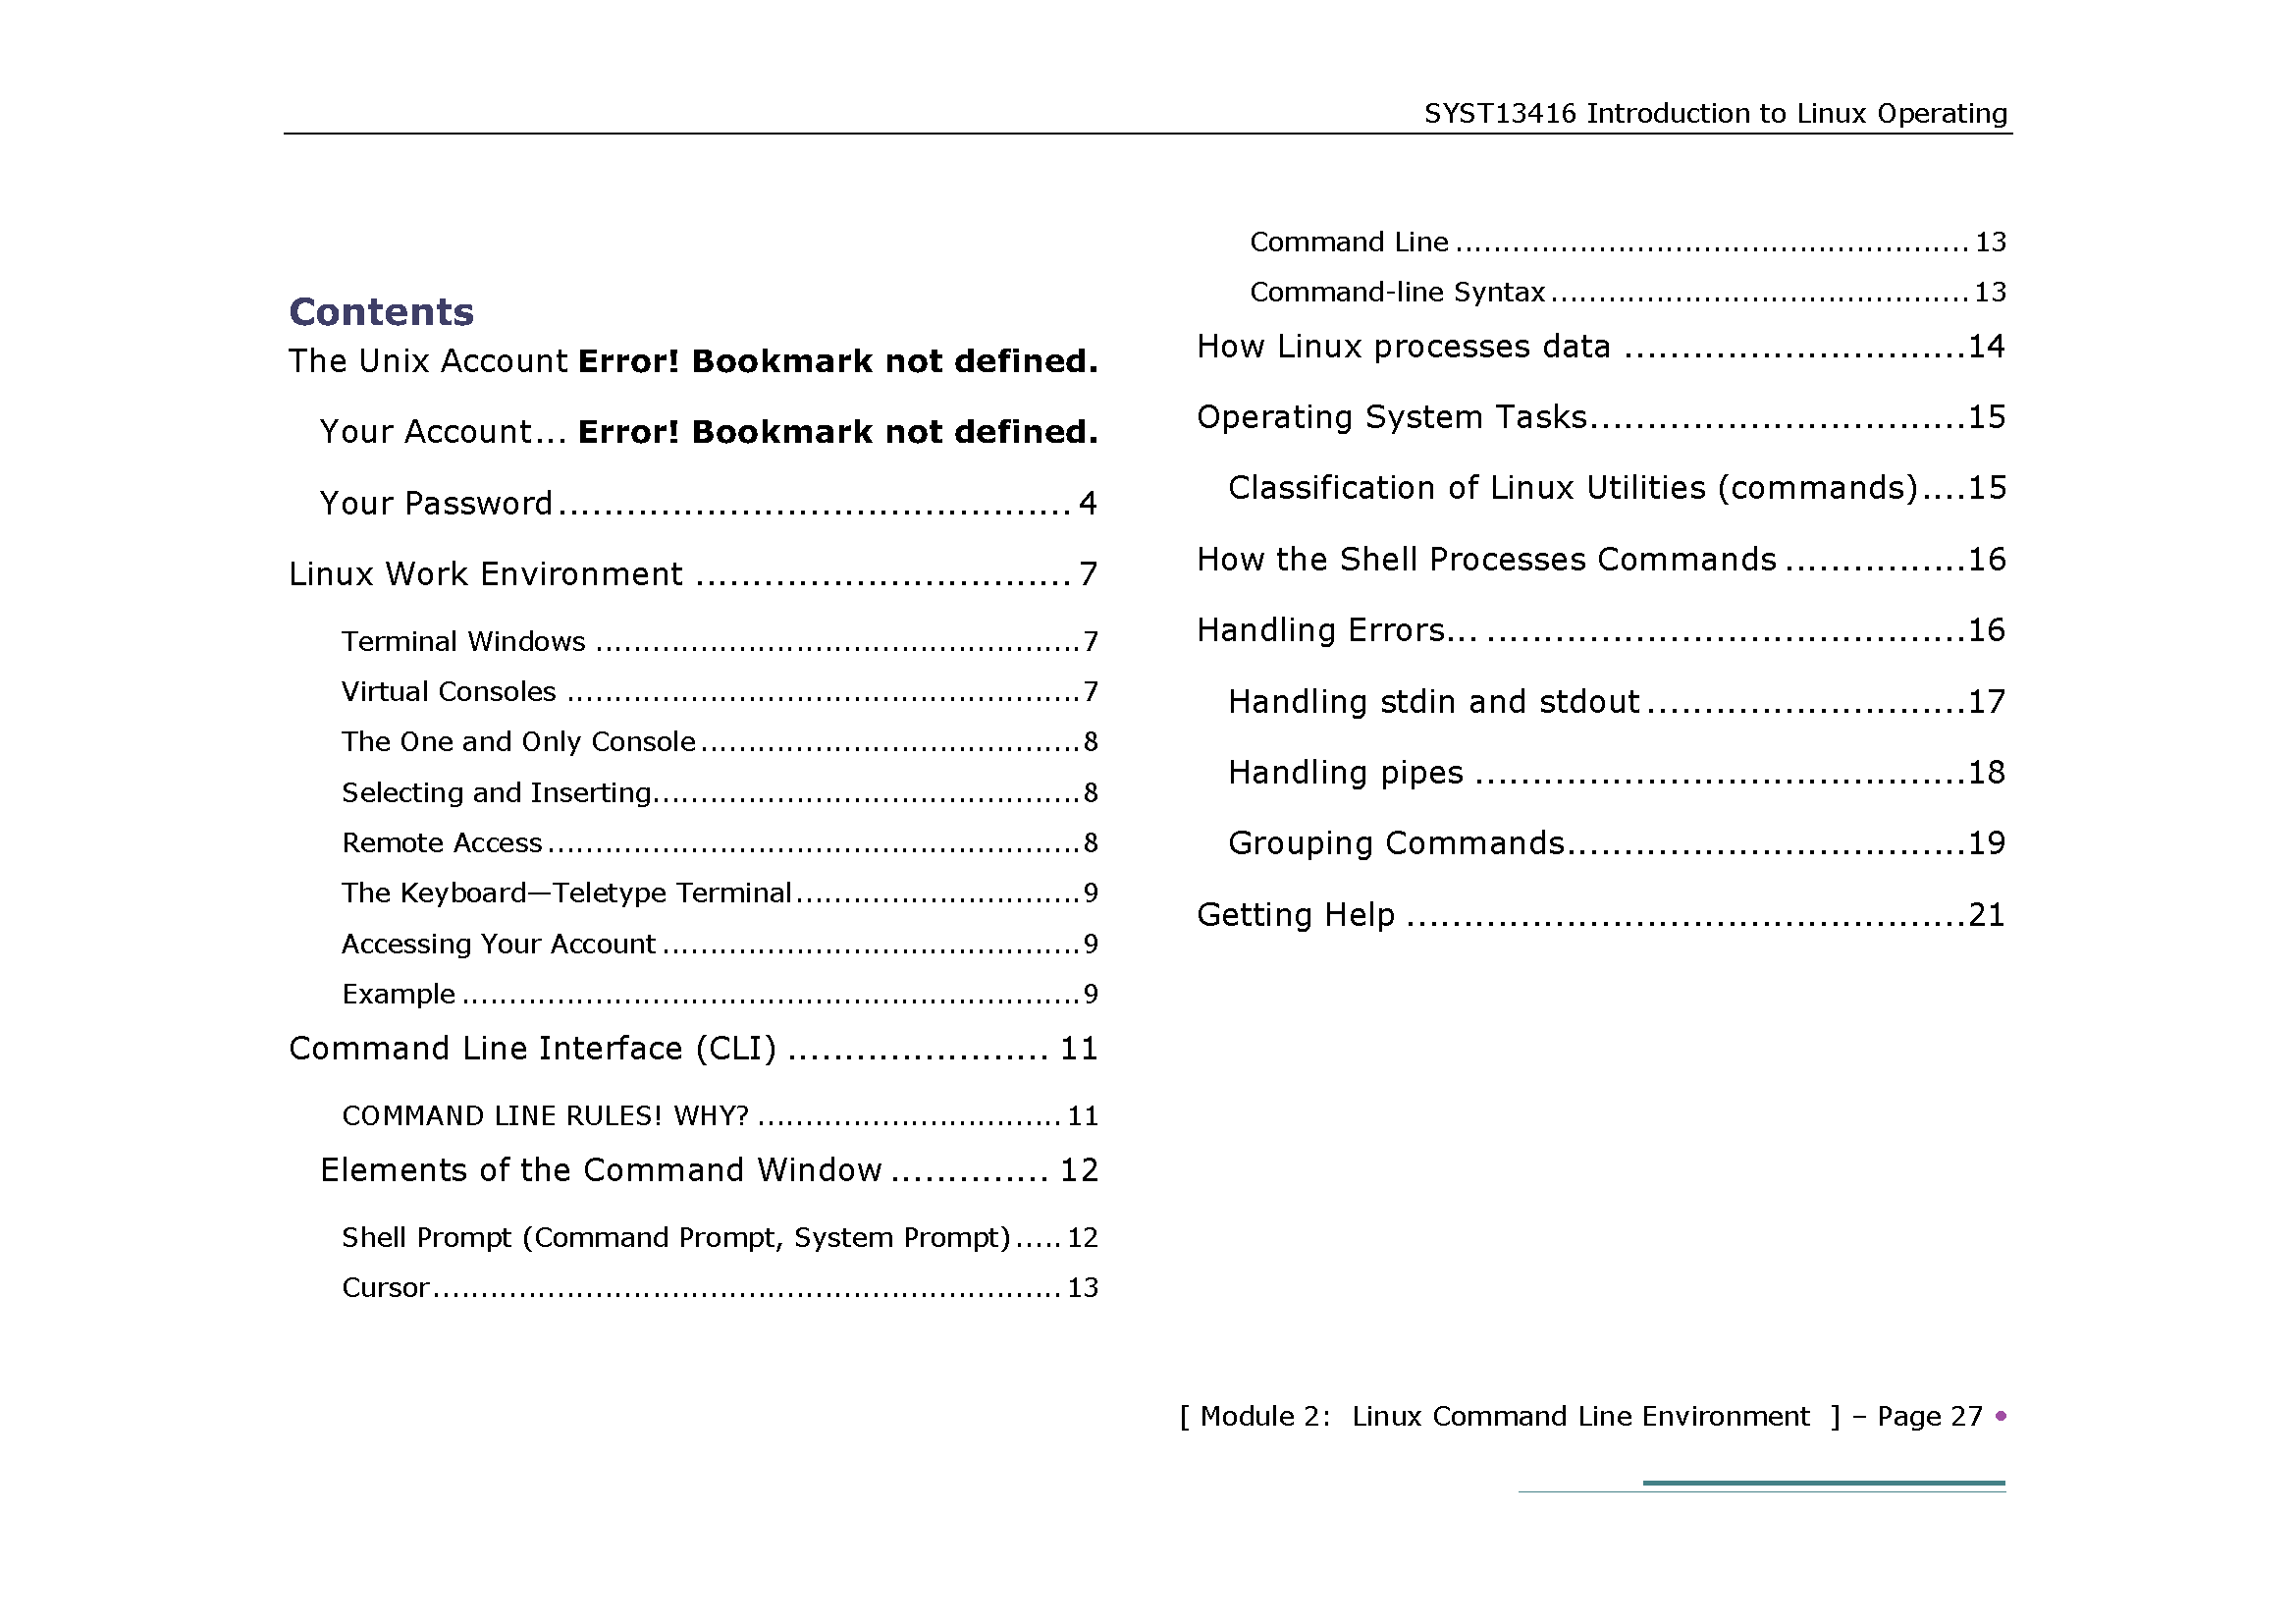 SYST13416 Introduction to Linux Operating
Contents
The Unix Account Error! Bookmark not defined.
Your Account... Error! Bookmark not defined.
Your Password............................................. 4
Linux Work Environment ................................. 7
Terminal Windows ...................................................7
Virtual Consoles ......................................................7
The One and Only Console........................................8
Selecting and Inserting.............................................8
Remote Access........................................................8
The Keyboard—Teletype Terminal..............................9
Accessing Your Account............................................9
Example.................................................................9
Command Line Interface (CLI) ....................... 11
COMMAND LINE RULES! WHY? ................................ 11
Elements of the Command Window .............. 12
Shell Prompt (Command Prompt, System Prompt)..... 12
Cursor.................................................................. 13
Command Line ...................................................... 13
Command-line Syntax............................................ 13
How Linux processes data ..............................14
Operating System Tasks.................................15
Classification of Linux Utilities (commands)....15
How the Shell Processes Commands ................16
Handling Errors... ..........................................16
Handling stdin and stdout............................17
Handling pipes ...........................................18
Grouping Commands...................................19
Getting Help .................................................21
[ Module 2: Linux Command Line Environment ] – Page 27 •